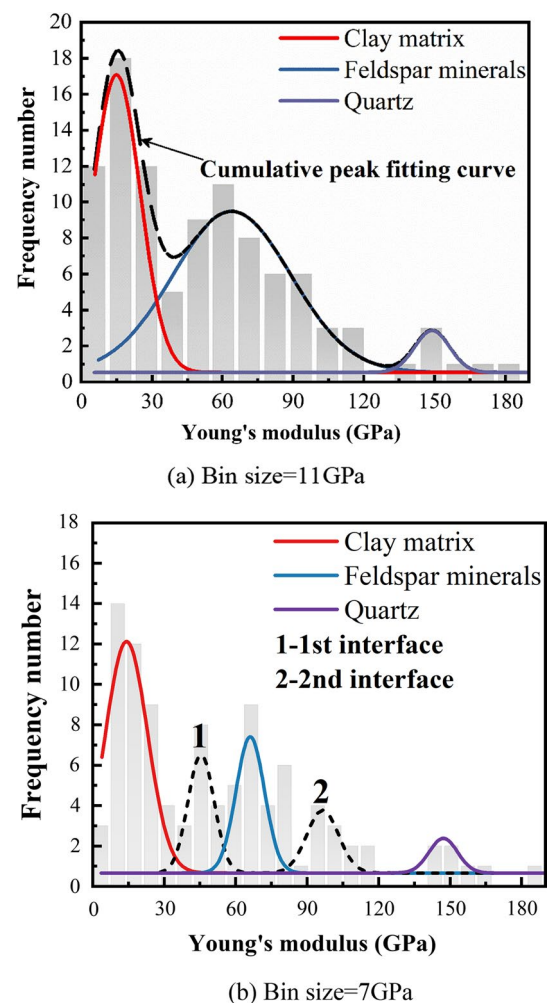 20
18
16
14
12
10
8
6
4
2
0
Frequency number
Clay matrix
Feldspar minerals
Quartz
Cumulative peak fitting curve
0 30 60 90 120 150 180
Young's modulus (GPa)
(a) Bin size=11GPa
18
16
14
12
10
8
6
4
2
0
Frequency number
Clay matrix
Feldspar minerals
Quartz
1-1st interface
2-2nd interface
1
2
0 30 60 90 120 150 180
Young's modulus (GPa)
(b) Bin size=7GPa